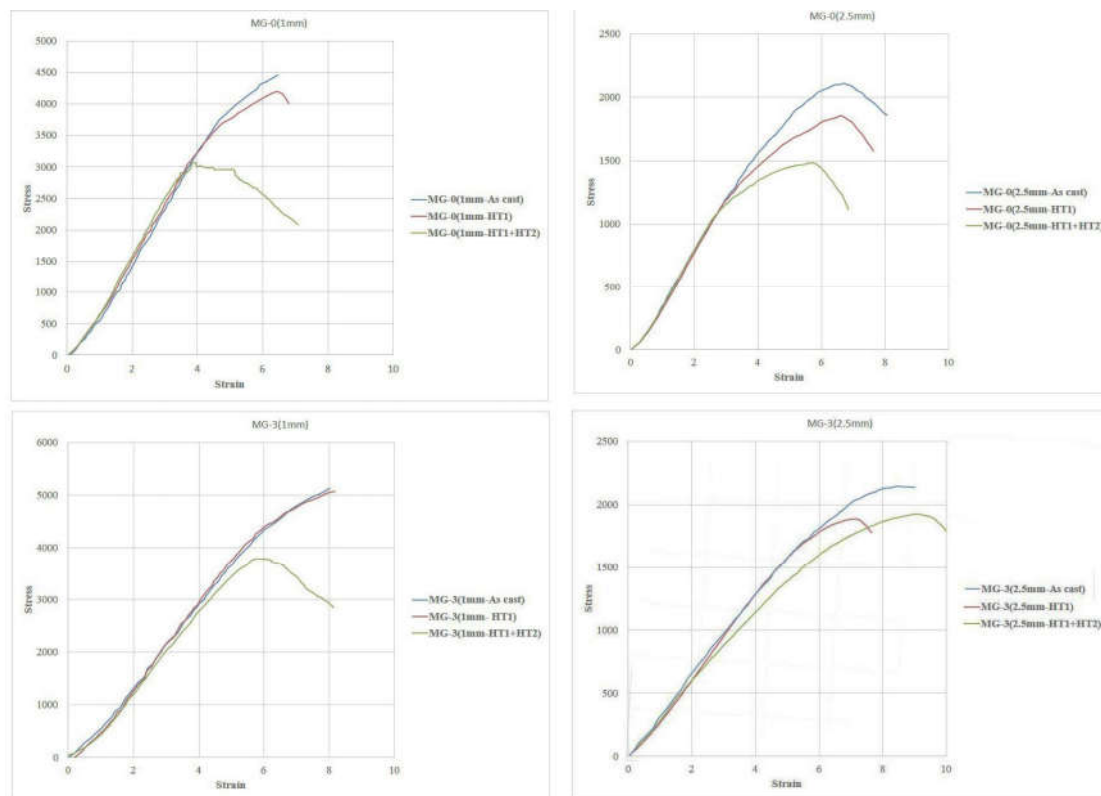 MG-0(1mm)
5000
4500
4000
3500
3000
2500
2000
1500
1000
500
0
Stress
0 2 4 6 8 10
Strain
MG-0(1mm-As cast)
MG-0(1mm-HT1)
MG-0(1mm-HT1+HT2)
MG-0(2.5mm)
2500
2000
1500
1000
500
0
Stress
0 2 4 6 8 10
Strain
MG-0(2.5mm-As cast)
MG-0(2.5mm-HT1)
MG-0(2.5mm-HT1+HT2)
MG-3(1mm)
6000
5000
4000
3000
2000
1000
0
Stress
0 2 4 6 8 10
Strain
MG-3(1mm-As cast)
MG-3(1mm- HT1)
MG-3(1mm-HT1+HT2)
MG-3(2.5mm)
2500
2000
1500
1000
500
0
Stress
0 2 4 6 8 10
Strain
MG-3(2.5mm-As cast)
MG-3(2.5mm-HT1)
MG-3(2.5mm-HT1+HT2)